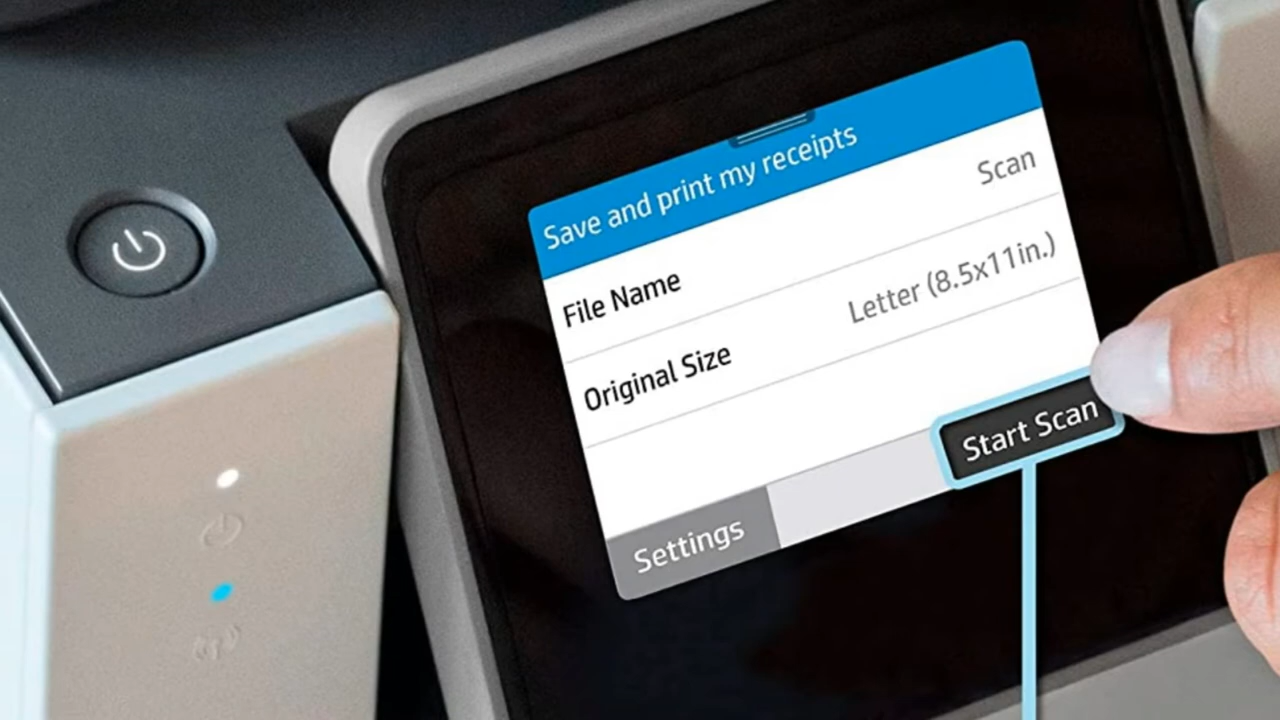 Save and print my receipts
File Name Scan
Original Size Letter (8.5x11in.)
Settings Start Scan